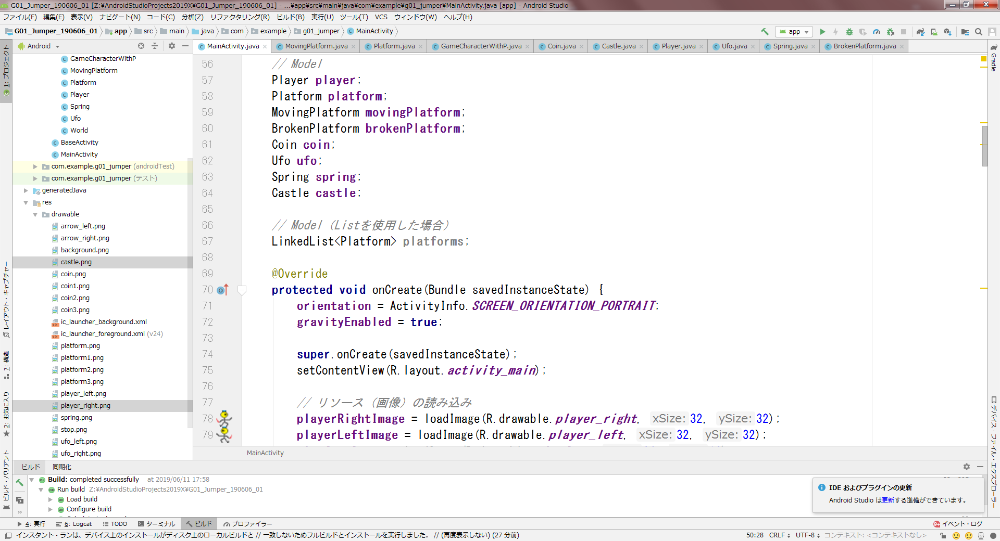 G01_Jumper_190606_01 [Z:¥AndroidStudioProjects2019X¥G01_Jumper_190606_01] - ...¥app¥src¥main¥java¥com¥example¥g01_jumper¥MainActivity.java [app] - Android Studio
ファイル(F) 編集(E) 表示(V) ナビゲート(N) コード(C) 分析(Z) リファクタリング(R) ビルド(B) 実行(U) ツール(T) VCS ウィンドウ(W) ヘルプ(H)
G01_Jumper_190606_01 app src main java com example g01_jumper MainActivity
app
1: プロジェクト
レイアウト・キャプチャー
7: 構造
2: お気に入り
ビルド・バリアント
Android
GameCharacterWithP
MovingPlatform
Platform
Player
Spring
Ufo
World
BaseActivity
MainActivity
com.example.g01_jumper (androidTest)
com.example.g01_jumper (テスト)
generatedJava
res
drawable
arrow_left.png
arrow_right.png
background.png
castle.png
coin.png
coin1.png
coin2.png
coin3.png
ic_launcher_background.xml
ic_launcher_foreground.xml (v24)
platform.png
platform1.png
platform2.png
platform3.png
player_left.png
player_right.png
spring.png
stop.png
ufo_left.png
ufo_right.png
MainActivity.java MovingPlatform.java Platform.java GameCharacterWithP.java Coin.java Castle.java Player.java Ufo.java Spring.java BrokenPlatform.java
56 // Model
57 Player player;
58 Platform platform;
59 MovingPlatform movingPlatform;
60 BrokenPlatform brokenPlatform;
61 Coin coin;
62 Ufo ufo;
63 Spring spring;
64 Castle castle;
65
66 // Model（Listを使用した場合）
67 LinkedList<Platform> platforms;
68
69 @Override
70 protected void onCreate(Bundle savedInstanceState) {
71 orientation = ActivityInfo.SCREEN_ORIENTATION_PORTRAIT;
72 gravityEnabled = true;
73
74 super.onCreate(savedInstanceState);
75 setContentView(R.layout.activity_main);
76
77 // リソース（画像）の読み込み
78 playerRightImage = loadImage(R.drawable.player_right, xSize: 32, ySize: 32);
79 playerLeftImage = loadImage(R.drawable.player_left, xSize: 32, ySize: 32);
MainActivity
Gradle
デバイス・ファイル・エクスプローラー
ビルド 同期化
Build: completed successfully at 2019/06/11 17:58
Run build Z:¥AndroidStudioProjects2019X¥G01_Jumper_190606_01
Load build
Configure build
IDE およびプラグインの更新
Android Studio は更新する準備ができています。
4: 実行 6: Logcat TODO ターミナル ビルド プロファイラー
9+ イベント・ログ
インスタント・ランは、デバイス上のインストールがディスク上のローカルビルドと // 一致しないためフルビルドとインストールを実行しました。 // (再度表示しない) (27 分前)
50:28 CRLF UTF-8 コンテキスト: <コンテキストなし>